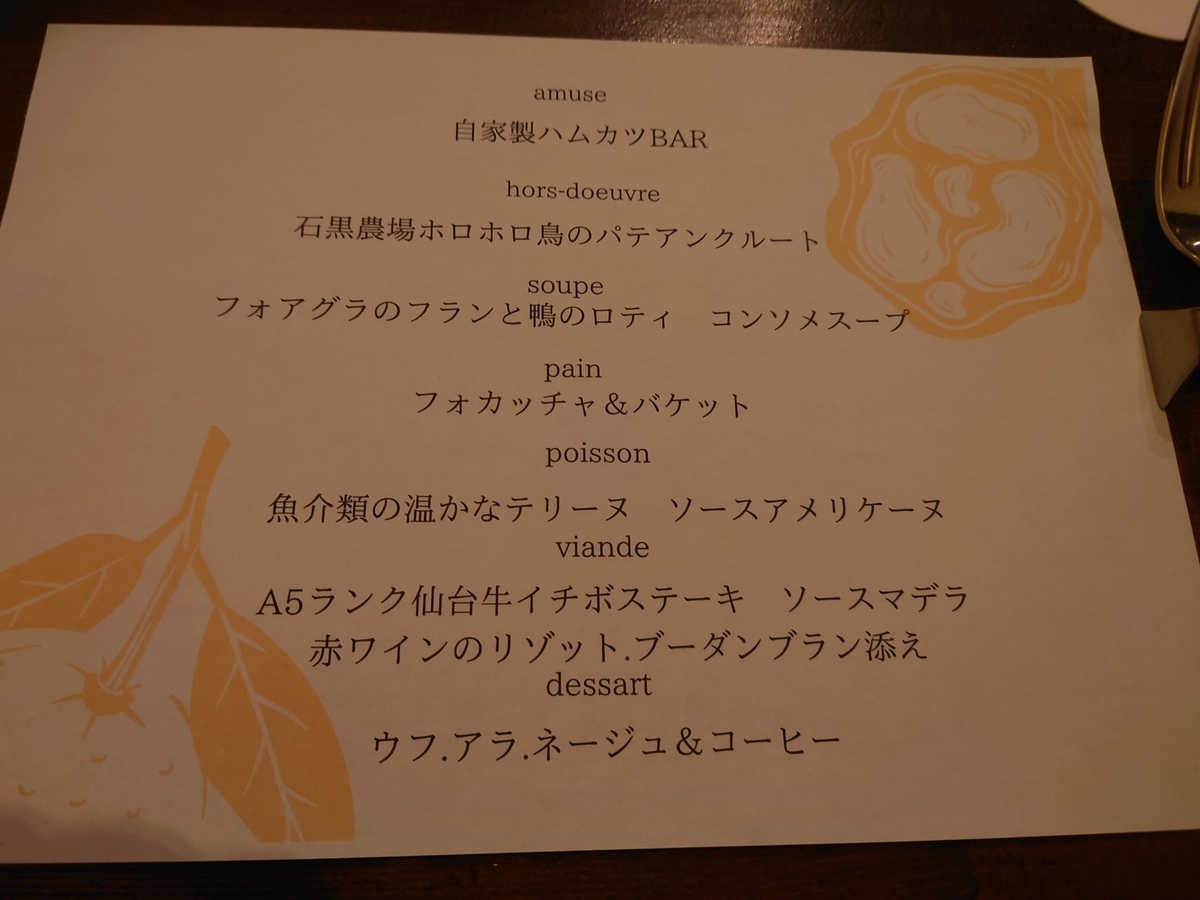 amuse
自家製ハムカツBAR
hors-doeuvre
石黒農場ホロホロ鳥のパテアンクルート
soupe
フォアグラのフランと鴨のロティ　コンソメスープ
pain
フォカッチャ＆バケット
poisson
魚介類の温かなテリーヌ　ソースアメリケーヌ
viande
A5ランク仙台牛イチボステーキ　ソースマデラ
赤ワインのリゾット.ブーダンブラン添え
dessart
ウフ.アラ.ネージュ＆コーヒー